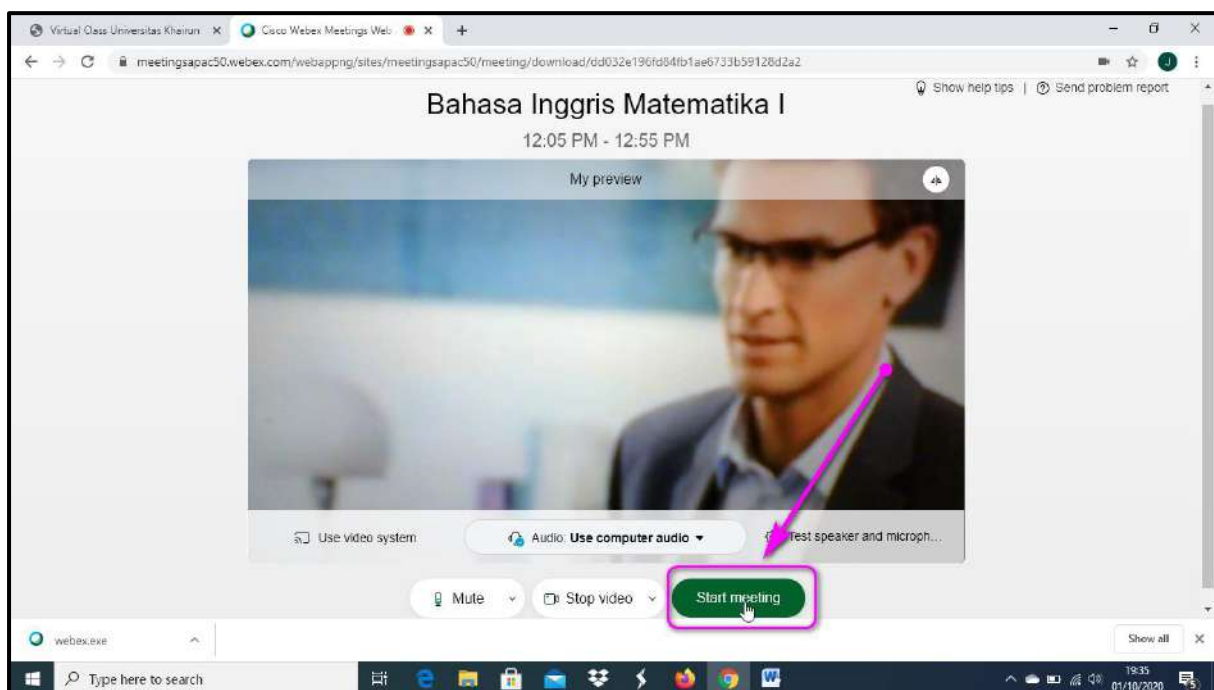 Virtual Class Universitas Khairun
Cisco Webex Meetings Web
meetingsapac50.webex.com/webappng/sites/meetingsapac50/meeting/download/dd032e196fd84fb1ae6733b59128d2a2
Show help tips | Send problem report
Bahasa Inggris Matematika I
12:05 PM - 12:55 PM
My preview
Use video system
Audio: Use computer audio
Test speaker and microph...
Mute
Stop video
Start meeting
webex.exe
Show all
Type here to search
19:35
01/10/2020